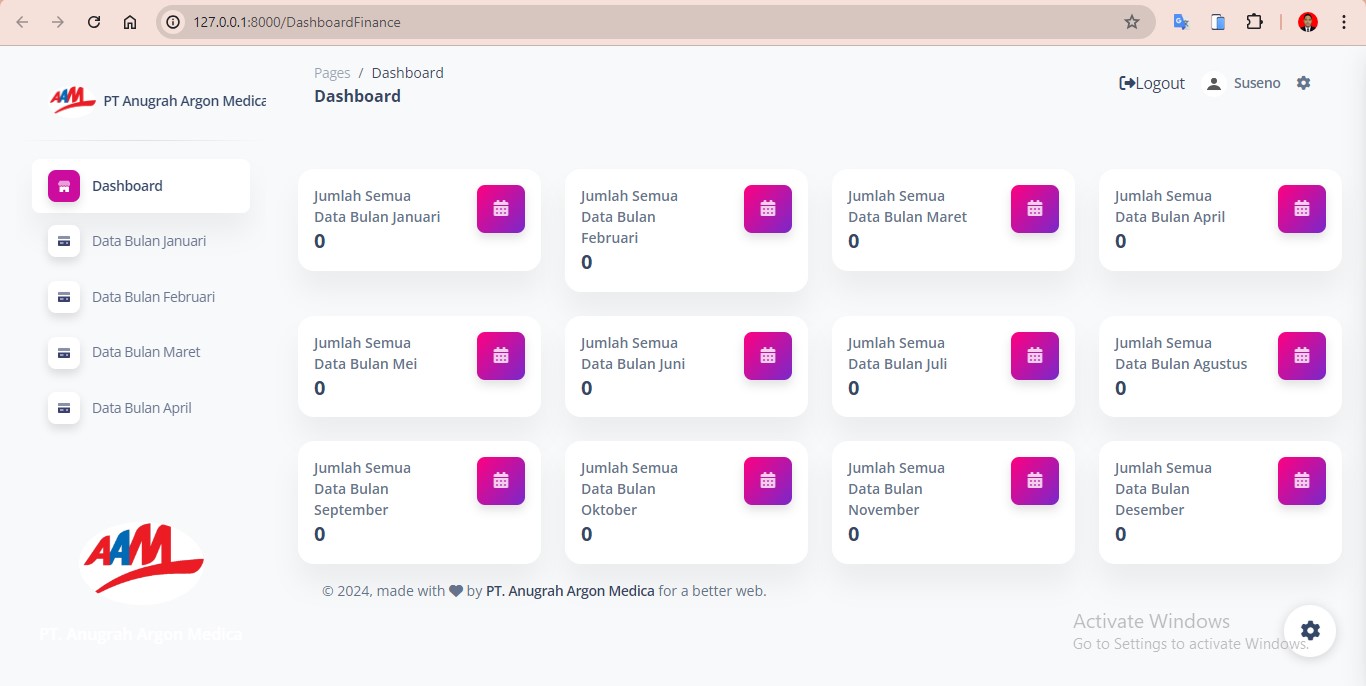 127.0.0.1:8000/DashboardFinance
AAM PT Anugrah Argon Medica
Pages / Dashboard
Dashboard
Logout Suseno
Dashboard
Data Bulan Januari
Data Bulan Februari
Data Bulan Maret
Data Bulan April
Jumlah Semua
Data Bulan Januari
0
Jumlah Semua
Data Bulan
Februari
0
Jumlah Semua
Data Bulan Maret
0
Jumlah Semua
Data Bulan April
0
Jumlah Semua
Data Bulan Mei
0
Jumlah Semua
Data Bulan Juni
0
Jumlah Semua
Data Bulan Juli
0
Jumlah Semua
Data Bulan Agustus
0
Jumlah Semua
Data Bulan
September
0
Jumlah Semua
Data Bulan
Oktober
0
Jumlah Semua
Data Bulan
November
0
Jumlah Semua
Data Bulan
Desember
0
AAM
PT. Anugrah Argon Medica
© 2024, made with ♥ by PT. Anugrah Argon Medica for a better web.
Activate Windows
Go to Settings to activate Windows.